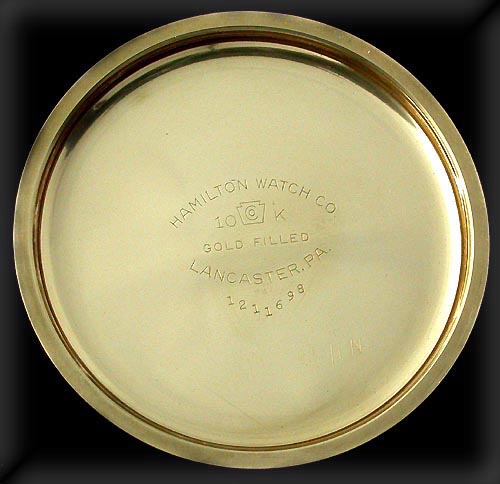 HAMILTON WATCH CO.
10 C K
GOLD FILLED
LANCASTER, PA.
1211698